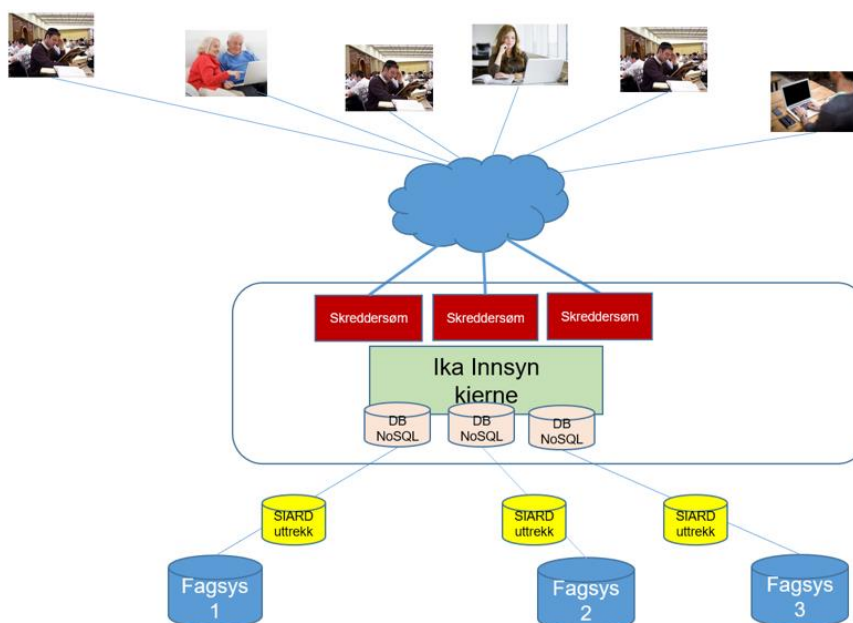 Skreddersøm
Skreddersøm
Skreddersøm
Ika Innsyn
kjerne
DB
NoSQL
DB
NoSQL
DB
NoSQL
SIARD
uttrekk
SIARD
uttrekk
SIARD
uttrekk
Fagsys
1
Fagsys
2
Fagsys
3